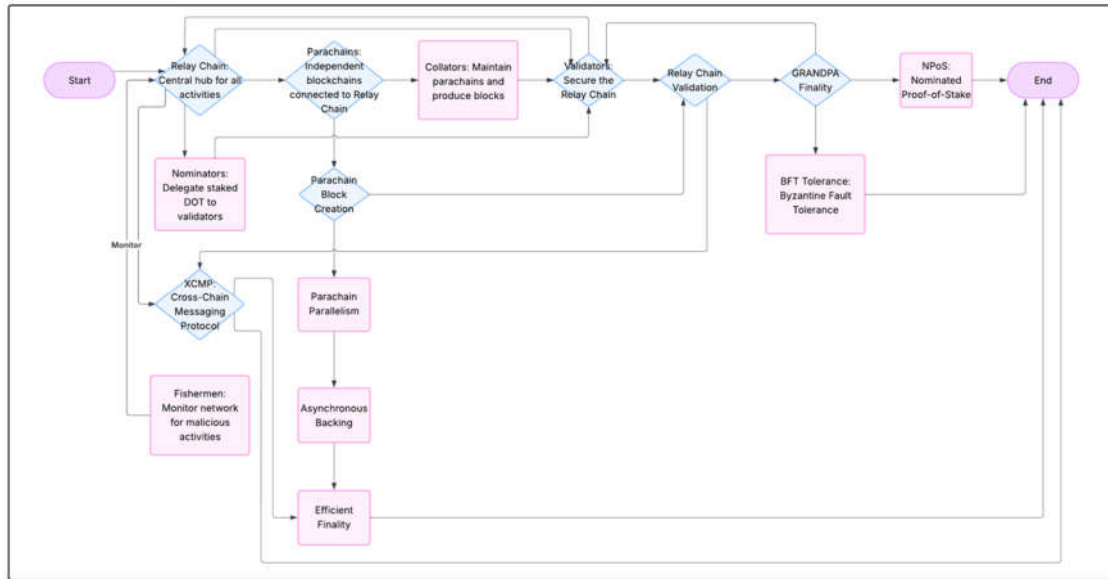 Start
Relay Chain:
Central hub for all
activities
Parachains:
Independent
blockchains
connected to Relay
Chain
Collators: Maintain
parachains and
produce blocks
Validators:
Secure the
Relay Chain
Relay Chain
Validation
GRANDPA
Finality
NPoS:
Nominated
Proof-of-Stake
End
Nominators:
Delegate staked
DOT to
validators
Parachain
Block
Creation
BFT Tolerance:
Byzantine Fault
Tolerance
Monitor
XCMP:
Cross-Chain
Messaging
Protocol
Parachain
Parallelism
Fishermen:
Monitor network
for malicious
activities
Asynchronous
Backing
Efficient
Finality